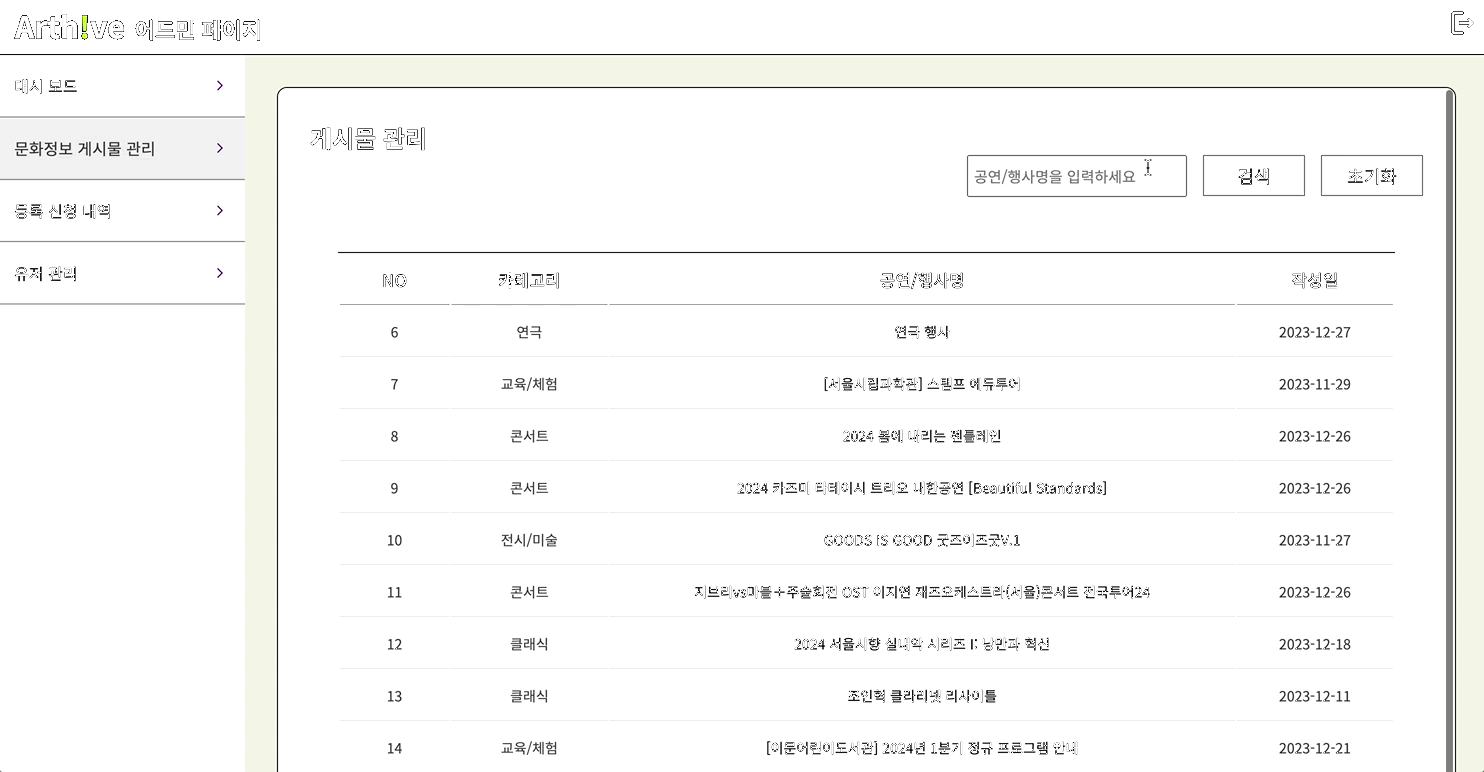 Arth!ve 어드민 페이지
대시 보드
문화정보 게시물 관리
등록 신청 내역
유저 관리
게시물 관리
공연/행사명을 입력하세요
검색
초기화
NO 카테고리 공연/행사명 작성일
6 연극 연극 행사 2023-12-27
7 교육/체험 [서울시립과학관] 스탬프 에듀투어 2023-11-29
8 콘서트 2024 봄에 내리는 젠틀레인 2023-12-26
9 콘서트 2024 카즈미 타테이시 트리오 내한공연 [Beautiful Standards] 2023-12-26
10 전시/미술 GOODS IS GOOD 굿즈이즈굿V.1 2023-11-27
11 콘서트 지브리vs마블+주술회전 OST 이지연 재즈오케스트라(서울)콘서트 전국투어24 2023-12-26
12 클래식 2024 서울시향 실내악 시리즈 I: 낭만과 혁신 2023-12-18
13 클래식 조인혁 클라리넷 리사이틀 2023-12-11
14 교육/체험 [이문어린이도서관] 2024년 1분기 정규 프로그램 안내 2023-12-21